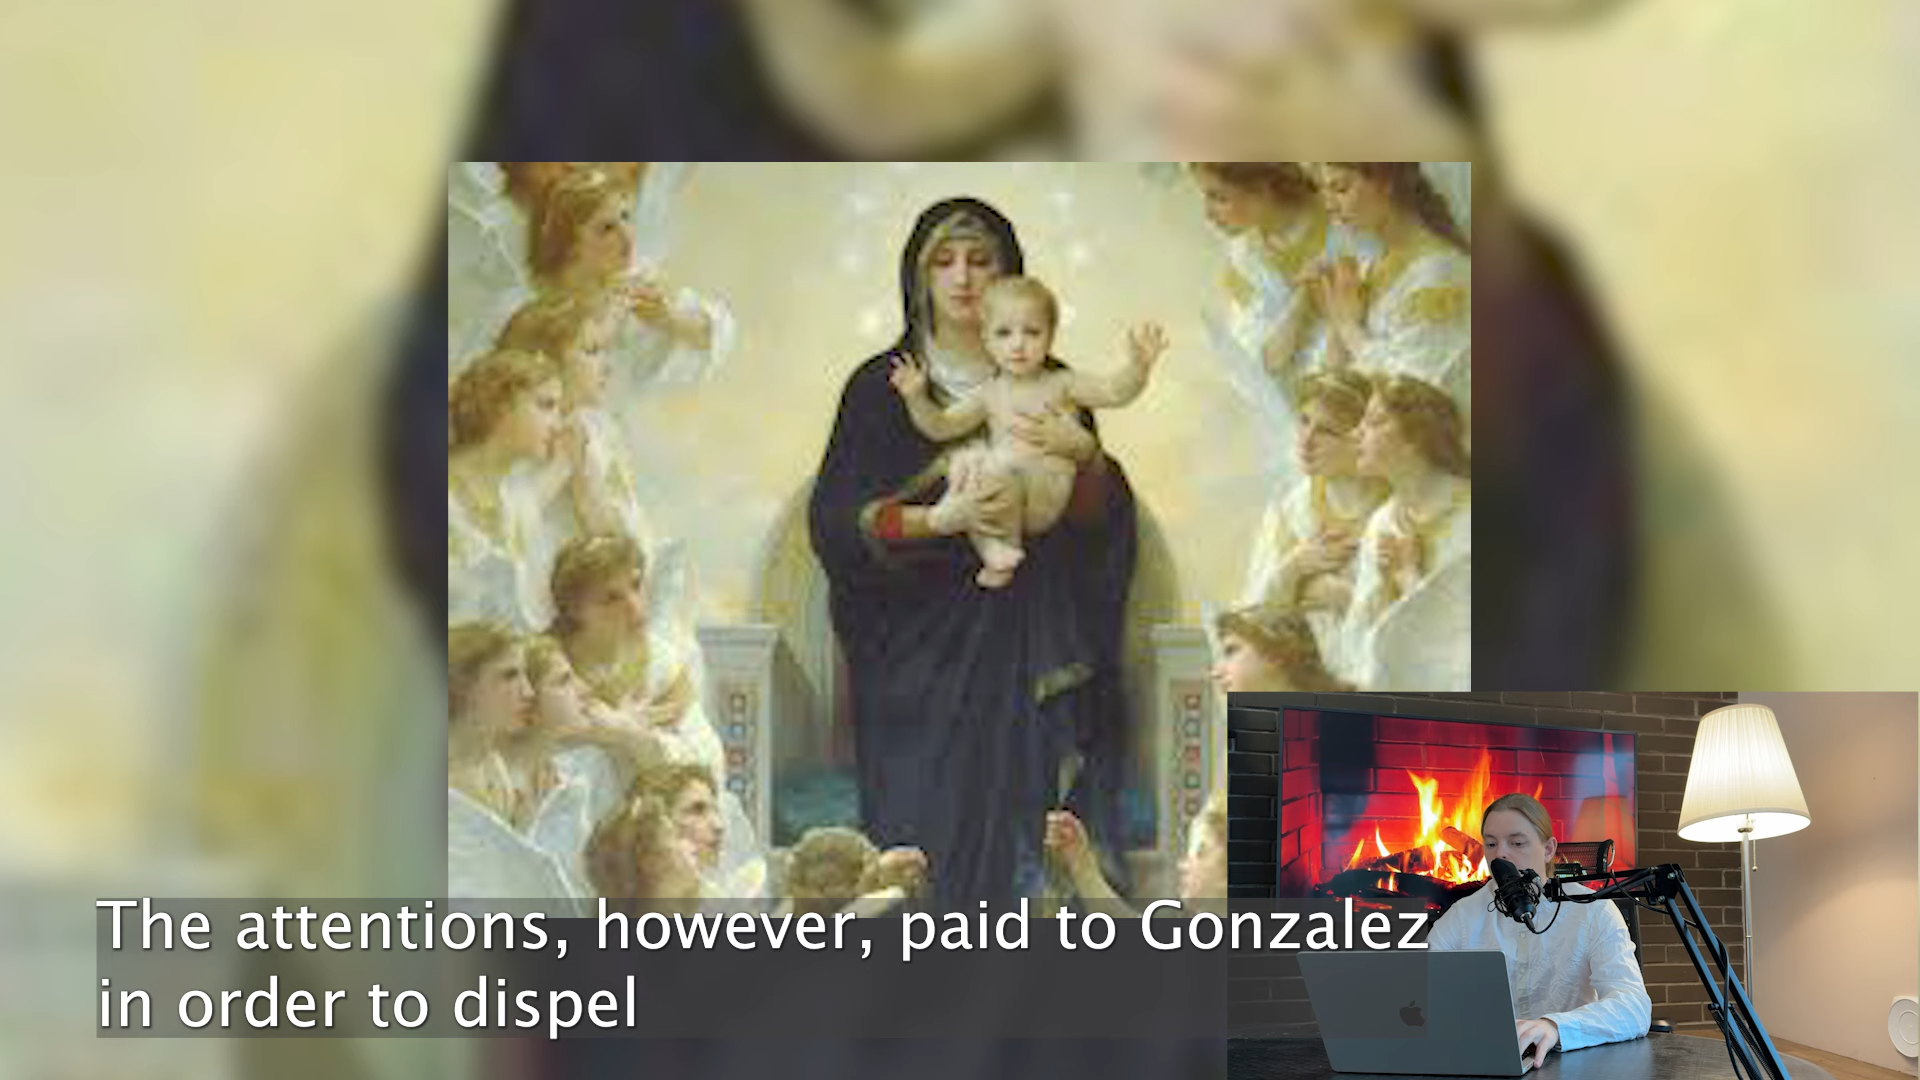 The attentions, however, paid to Gonzalez
in order to dispel